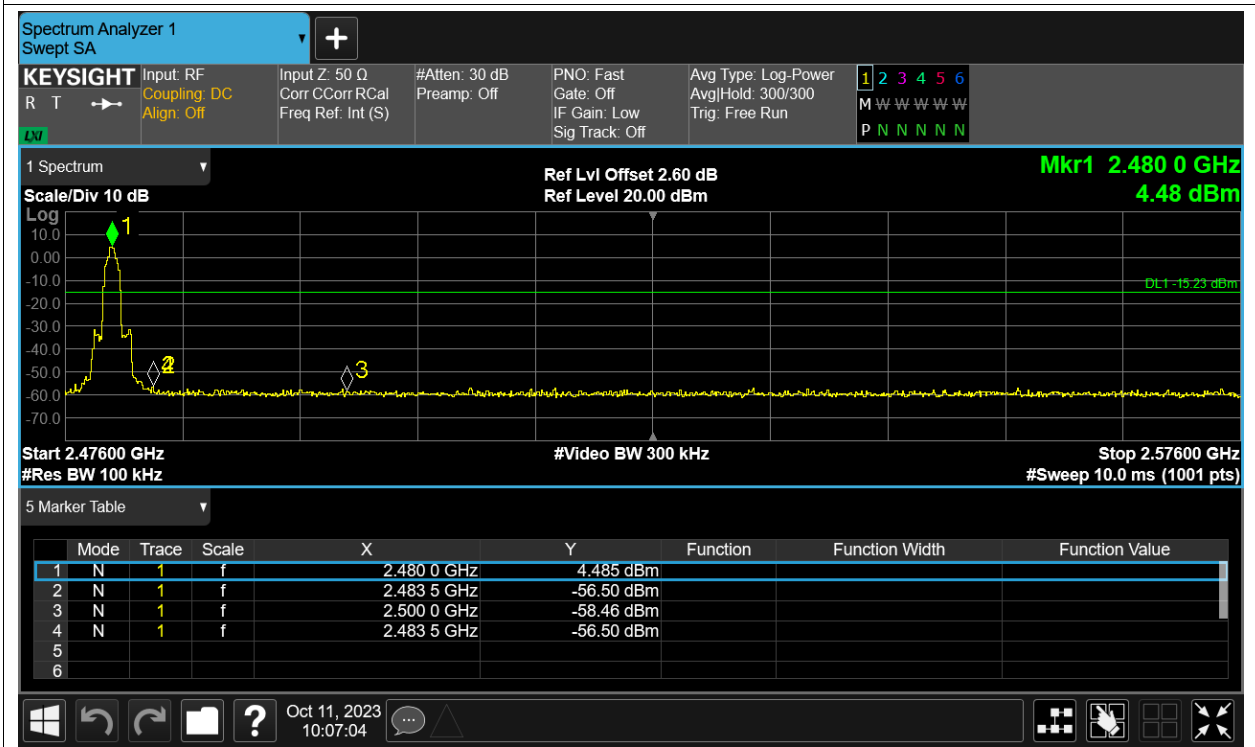 Spectrum Analyzer 1
Swept SA
▼
+
KEYSIGHT Input: RF Input Z: 50 Ω #Atten: 30 dB PNO: Fast Avg Type: Log-Power 1 2 3 4 5 6
R T Coupling: DC Corr CCorr RCal Preamp: Off Gate: Off Avg|Hold: 300/300 M W W W W W
Align: Off Freq Ref: Int (S) IF Gain: Low Trig: Free Run
LXI Sig Track: Off P N N N N N
1 Spectrum ▼ Ref Lvl Offset 2.60 dB Mkr1 2.480 0 GHz
Scale/Div 10 dB Ref Level 20.00 dBm 4.48 dBm
Log
1
10.0
0.00
-10.0 DL1 -15.23 dBm
-20.0
-30.0
-40.0
2 3
-50.0
-60.0
-70.0
Start 2.47600 GHz #Video BW 300 kHz Stop 2.57600 GHz
#Res BW 100 kHz #Sweep 10.0 ms (1001 pts)
5 Marker Table ▼
Mode Trace Scale X Y Function Function Width Function Value
1 N 1 f 2.480 0 GHz 4.485 dBm
2 N 1 f 2.483 5 GHz -56.50 dBm
3 N 1 f 2.500 0 GHz -58.46 dBm
4 N 1 f 2.483 5 GHz -56.50 dBm
5
6
? Oct 11, 2023
10:07:04